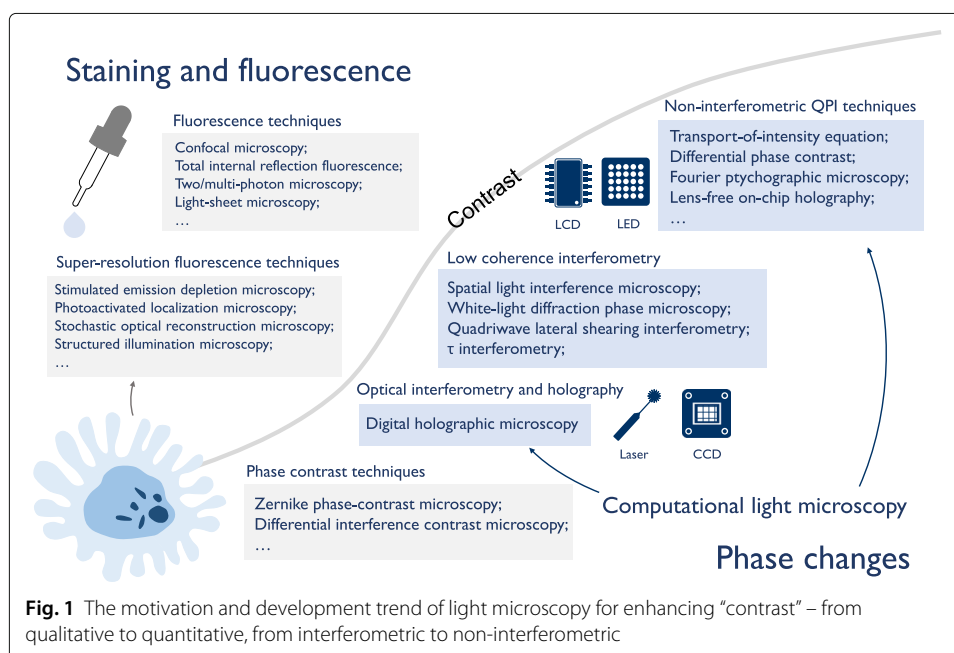 Staining and fluorescence
Fluorescence techniques
Confocal microscopy;
Total internal reflection fluorescence;
Two/multi-photon microscopy;
Light-sheet microscopy;
…
Super-resolution fluorescence techniques
Stimulated emission depletion microscopy;
Photoactivated localization microscopy;
Stochastic optical reconstruction microscopy;
Structured illumination microscopy;
…
Contrast
Non-interferometric QPI techniques
Transport-of-intensity equation;
Differential phase contrast;
Fourier ptychographic microscopy;
Lens-free on-chip holography;
…
LCD
LED
Low coherence interferometry
Spatial light interference microscopy;
White-light diffraction phase microscopy;
Quadriwave lateral shearing interferometry;
τ interferometry;
Optical interferometry and holography
Digital holographic microscopy
Laser
CCD
Phase contrast techniques
Zernike phase-contrast microscopy;
Differential interference contrast microscopy;
…
Computational light microscopy
Phase changes
Fig. 1 The motivation and development trend of light microscopy for enhancing “contrast” – from
qualitative to quantitative, from interferometric to non-interferometric